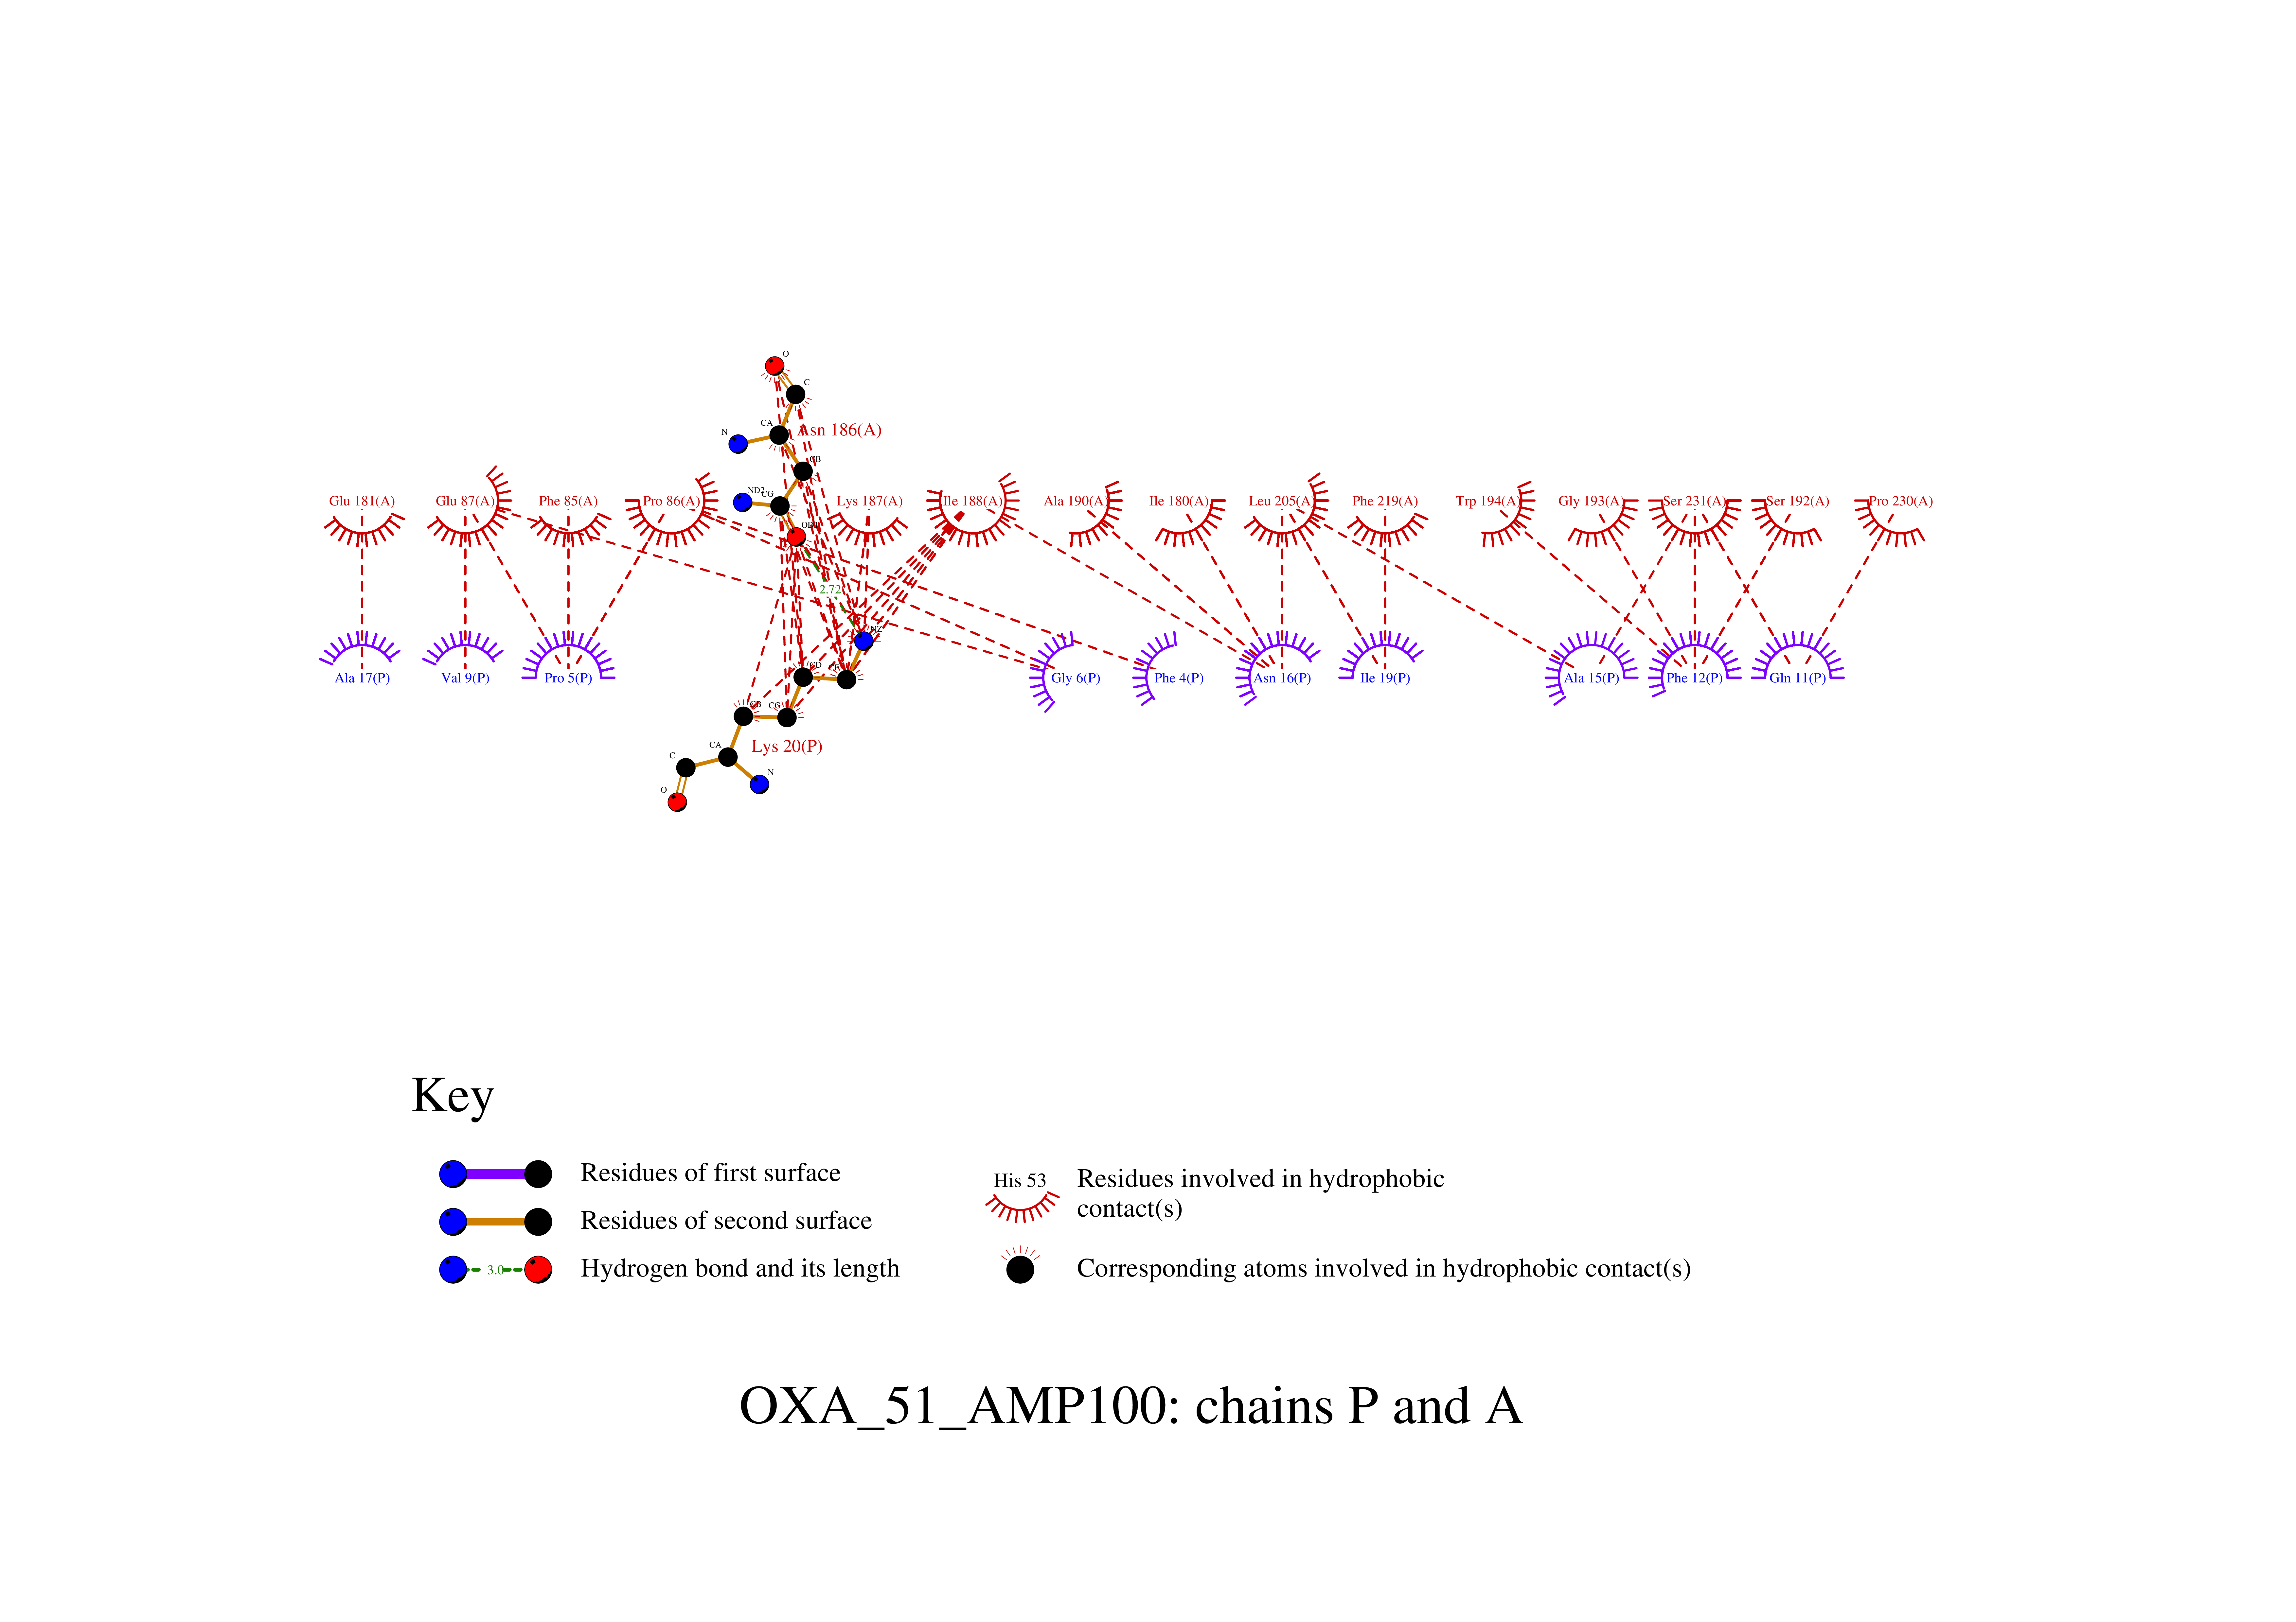 O
C
CA
N
Asn 186(A)
CB
ND2
CG
Glu 181(A)
Glu 87(A)
Phe 85(A)
Pro 86(A)
Lys 187(A)
Ile 188(A)
Ala 190(A)
Ile 180(A)
Leu 205(A)
Phe 219(A)
Trp 194(A)
Gly 193(A)
Ser 231(A)
Ser 192(A)
Pro 230(A)
2.72
NZ
CD
CE
Ala 17(P)
Val 9(P)
Pro 5(P)
Gly 6(P)
Phe 4(P)
Asn 16(P)
Ile 19(P)
Ala 15(P)
Phe 12(P)
Gln 11(P)
CB
CG
Lys 20(P)
CA
C
N
O
Key
Residues of first surface
Residues of second surface
3.0
Hydrogen bond and its length
His 53
Residues involved in hydrophobic
contact(s)
Corresponding atoms involved in hydrophobic contact(s)
OXA_51_AMP100: chains P and A